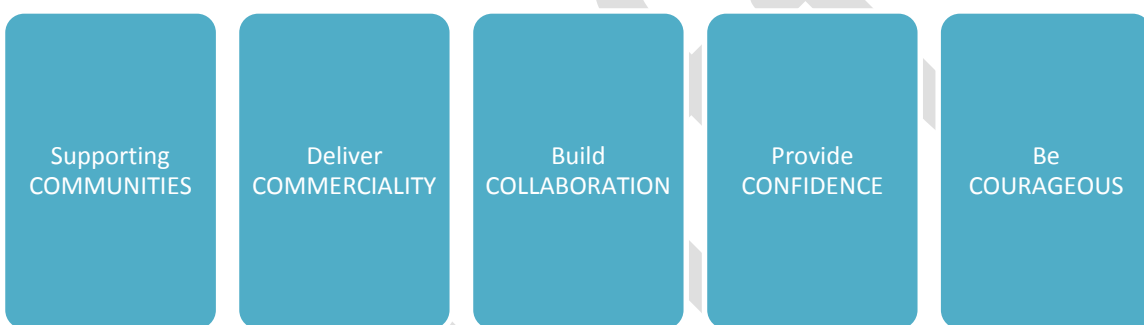 Supporting
COMMUNITIES
Deliver
COMMERCIALITY
Build
COLLABORATION
Provide
CONFIDENCE
Be
COURAGEOUS